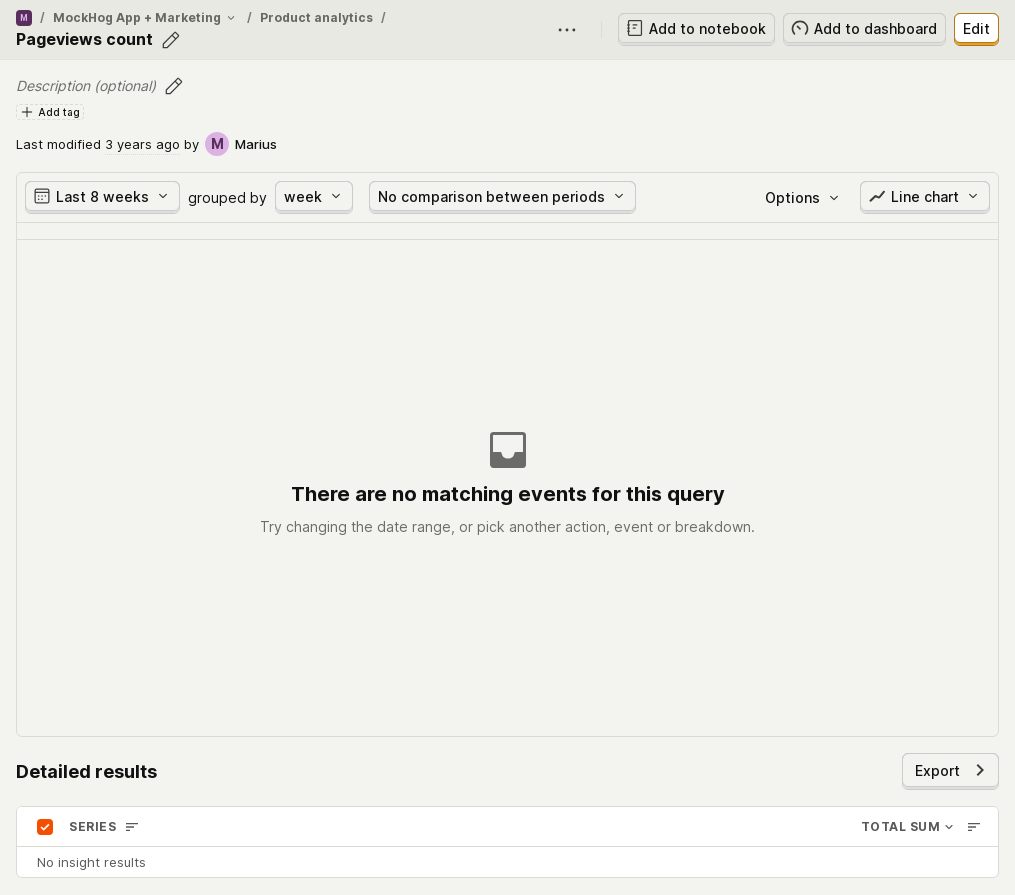 M / MockHog App + Marketing / Product analytics /
Pageviews count
Add to notebook
Add to dashboard
Edit
Description (optional)
Add tag
Last modified 3 years ago by M Marius
Last 8 weeks grouped by week No comparison between periods Options Line chart
There are no matching events for this query
Try changing the date range, or pick another action, event or breakdown.
Detailed results
Export
SERIES TOTAL SUM
No insight results